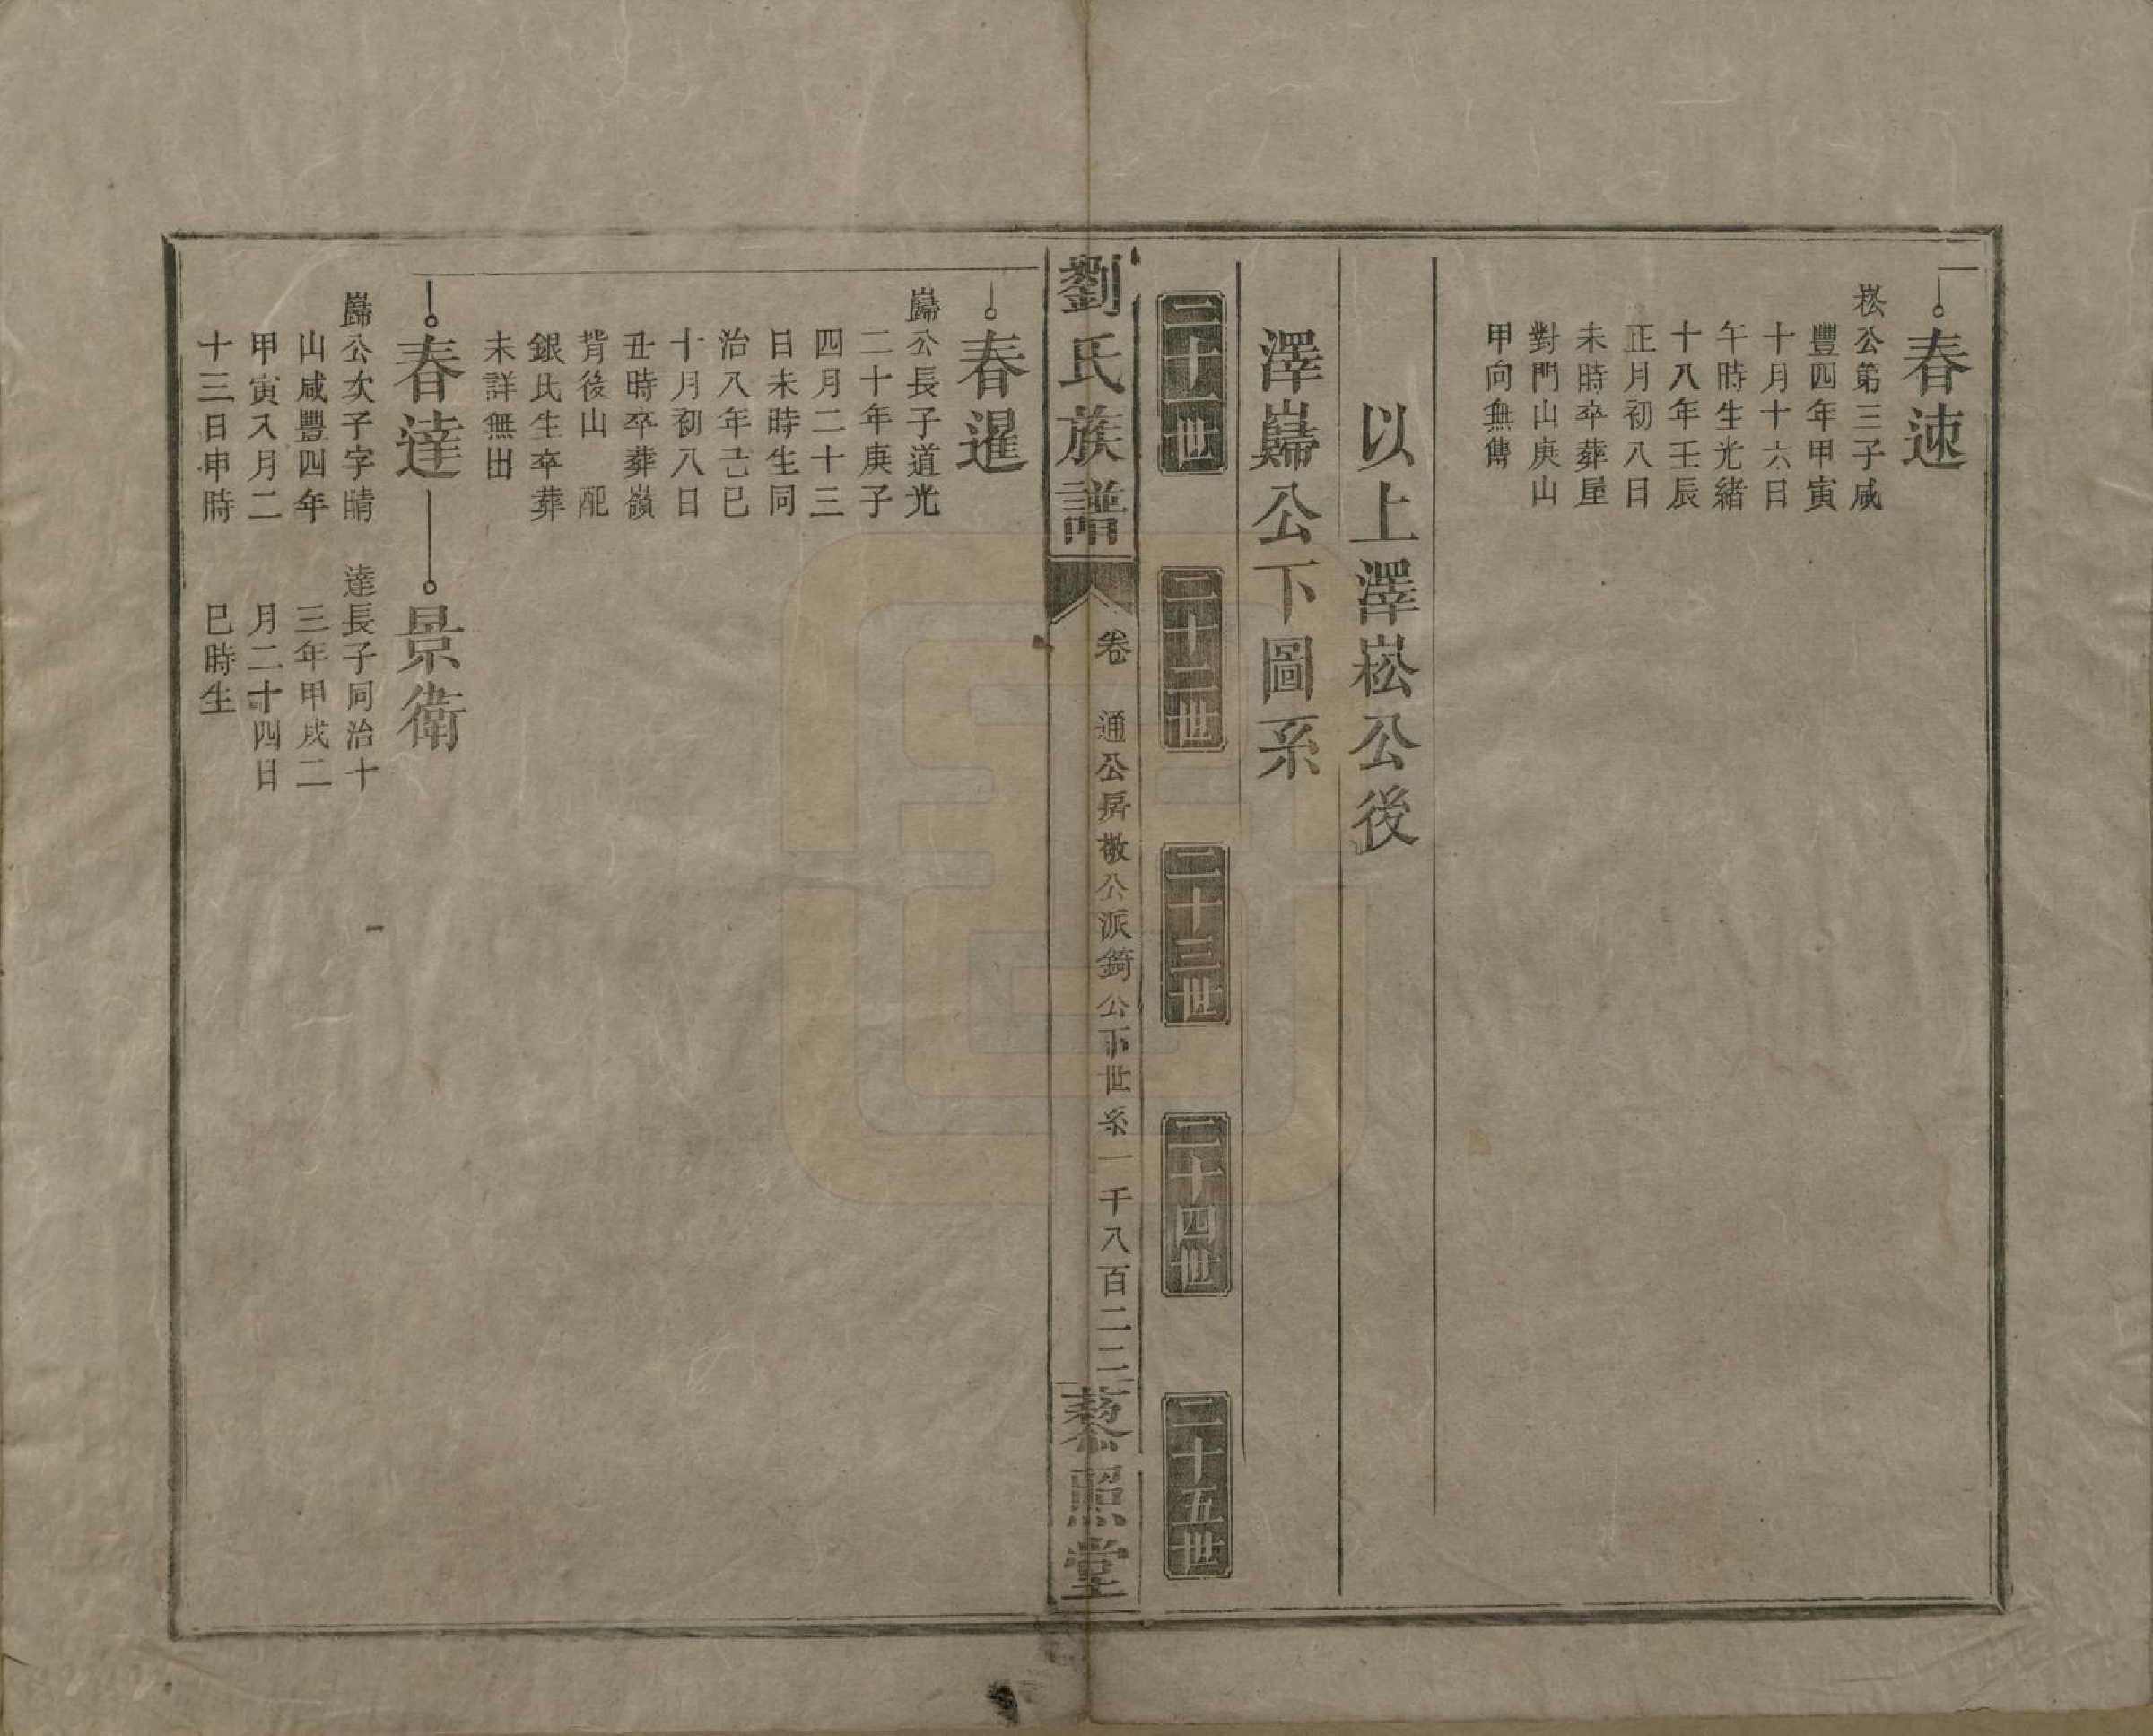 春速
崧公第三子咸
豐四年甲寅
十月十六日
午時生光緒
十八年壬辰
正月初八日
未時卒葬屋
對門山庚山
甲向無傳
以上澤崧公後
澤巋公下圖系
二十一世
二十二世
二十三世
二十四世
二十五世
劉氏族譜
卷
通公房敬公派錡公下世系一千八百二二
藜照堂
春暹
巋公長子道光
二十年庚子
四月二十三
日未時生同
治八年己巳
十月初八日
丑時卒葬嶺
背後山 配
銀氏生卒葬
未詳無出
春達
巋公次子字晴
山咸豐四年
甲寅八月二
十三日申時
景衛
達長子同治十
三年甲戌二
月二十四日
巳時生